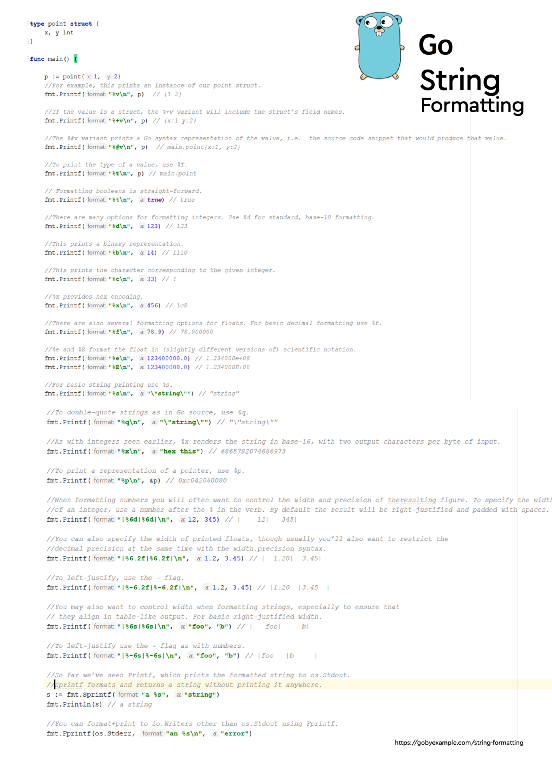 type point struct {
x, y int
}
Go
String
Formatting
func main() {
p := point{ x: 1, y: 2}
//For example, this prints an instance of our point struct.
fmt.Printf( format: "%v\n", p) // {1 2}
//If the value is a struct, the %+v variant will include the struct's field names.
fmt.Printf( format: "%+v\n", p) // {x:1 y:2}
//The %#v variant prints a Go syntax representation of the value, i.e. the source code snippet that would produce that value.
fmt.Printf( format: "%#v\n", p) // main.point{x:1, y:2}
//To print the type of a value, use %T.
fmt.Printf( format: "%T\n", p) // main.point
// Formatting booleans is straight-forward.
fmt.Printf( format: "%t\n", a: true) // true
//There are many options for formatting integers. Use %d for standard, base-10 formatting.
fmt.Printf( format: "%d\n", a: 123) // 123
//This prints a binary representation.
fmt.Printf( format: "%b\n", a: 14) // 1110
//This prints the character corresponding to the given integer.
fmt.Printf( format: "%c\n", a: 33) // !
//%x provides hex encoding.
fmt.Printf( format: "%x\n", a: 456) // 1c8
//There are also several formatting options for floats. For basic decimal formatting use %f.
fmt.Printf( format: "%f\n", a: 78.9) // 78.900000
//%e and %E format the float in (slightly different versions of) scientific notation.
fmt.Printf( format: "%e\n", a: 123400000.0) // 1.234000e+08
fmt.Printf( format: "%E\n", a: 123400000.0) // 1.234000E+08
//For basic string printing use %s.
fmt.Printf( format: "%s\n", a: "\"string\"") // "string"
//To double-quote strings as in Go source, use %q.
fmt.Printf( format: "%q\n", a: "\"string\"") // "\"string\""
//As with integers seen earlier, %x renders the string in base-16, with two output characters per byte of input.
fmt.Printf( format: "%x\n", a: "hex this") // 6865782074686973
//To print a representation of a pointer, use %p.
fmt.Printf( format: "%p\n", &p) // 0xc042060080
//When formatting numbers you will often want to control the width and precision of theresulting figure. To specify the widt
//of an integer, use a number after the % in the verb. By default the result will be right-justified and padded with spaces.
fmt.Printf( format: "|%6d|%6d|\n", a: 12, 345) // |    12|   345|
//You can also specify the width of printed floats, though usually you'll also want to restrict the
//decimal precision at the same time with the width.precision syntax.
fmt.Printf( format: "|%6.2f|%6.2f|\n", a: 1.2, 3.45) // |  1.20|  3.45|
//To left-justify, use the - flag.
fmt.Printf( format: "|%-6.2f|%-6.2f|\n", a: 1.2, 3.45) // |1.20  |3.45  |
//You may also want to control width when formatting strings, especially to ensure that
// they align in table-like output. For basic right-justified width.
fmt.Printf( format: "|%6s|%6s|\n", a: "foo", "b") // |   foo|     b|
//To left-justify use the - flag as with numbers.
fmt.Printf( format: "|%-6s|%-6s|\n", a: "foo", "b") // |foo   |b     |
//So far we've seen Printf, which prints the formatted string to os.Stdout.
//Sprintf formats and returns a string without printing it anywhere.
s := fmt.Sprintf( format: "a %s", a: "string")
fmt.Println(s) // a string
//You can format+print to io.Writers other than os.Stdout using Fprintf.
fmt.Fprintf(os.Stderr, format: "an %s\n", a: "error")
https://gobyexample.com/string-formatting